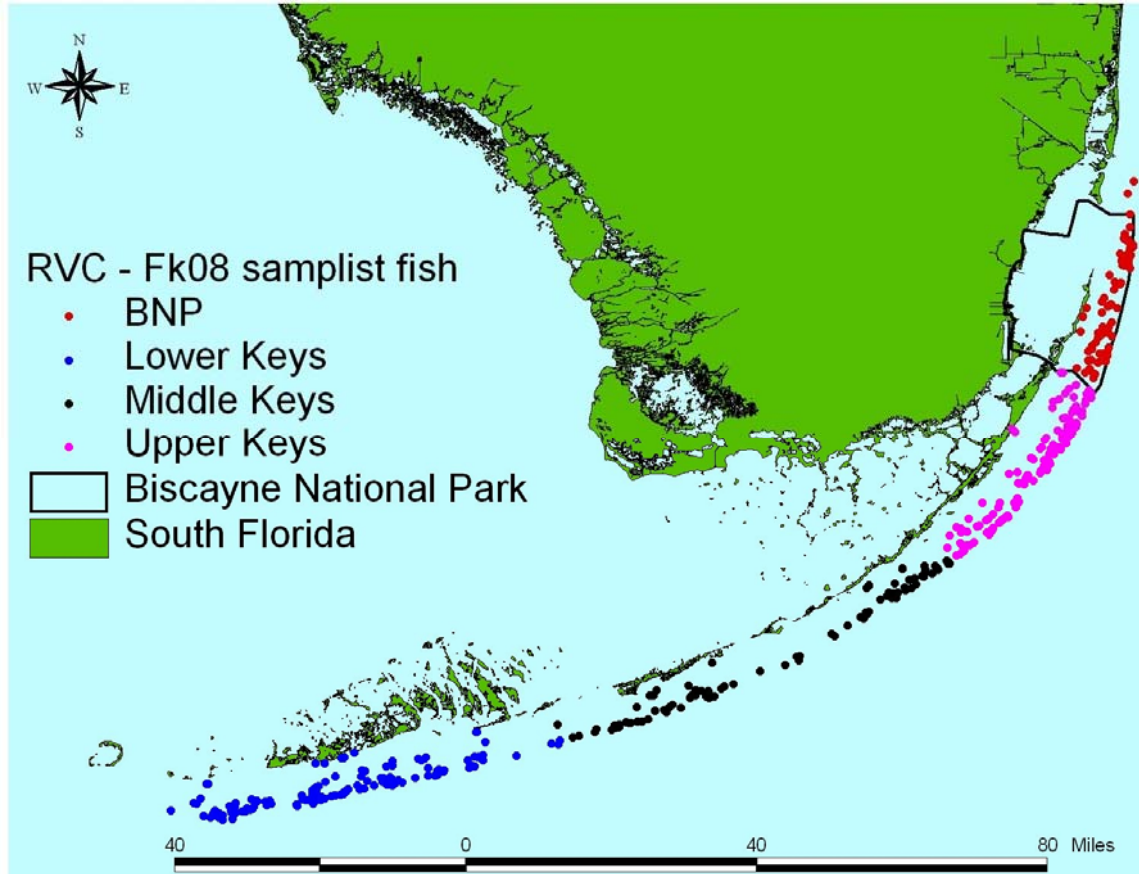 N
W E
S
RVC - Fk08 samplist fish
BNP
Lower Keys
Middle Keys
Upper Keys
Biscayne National Park
South Florida
40 0 40 80 Miles